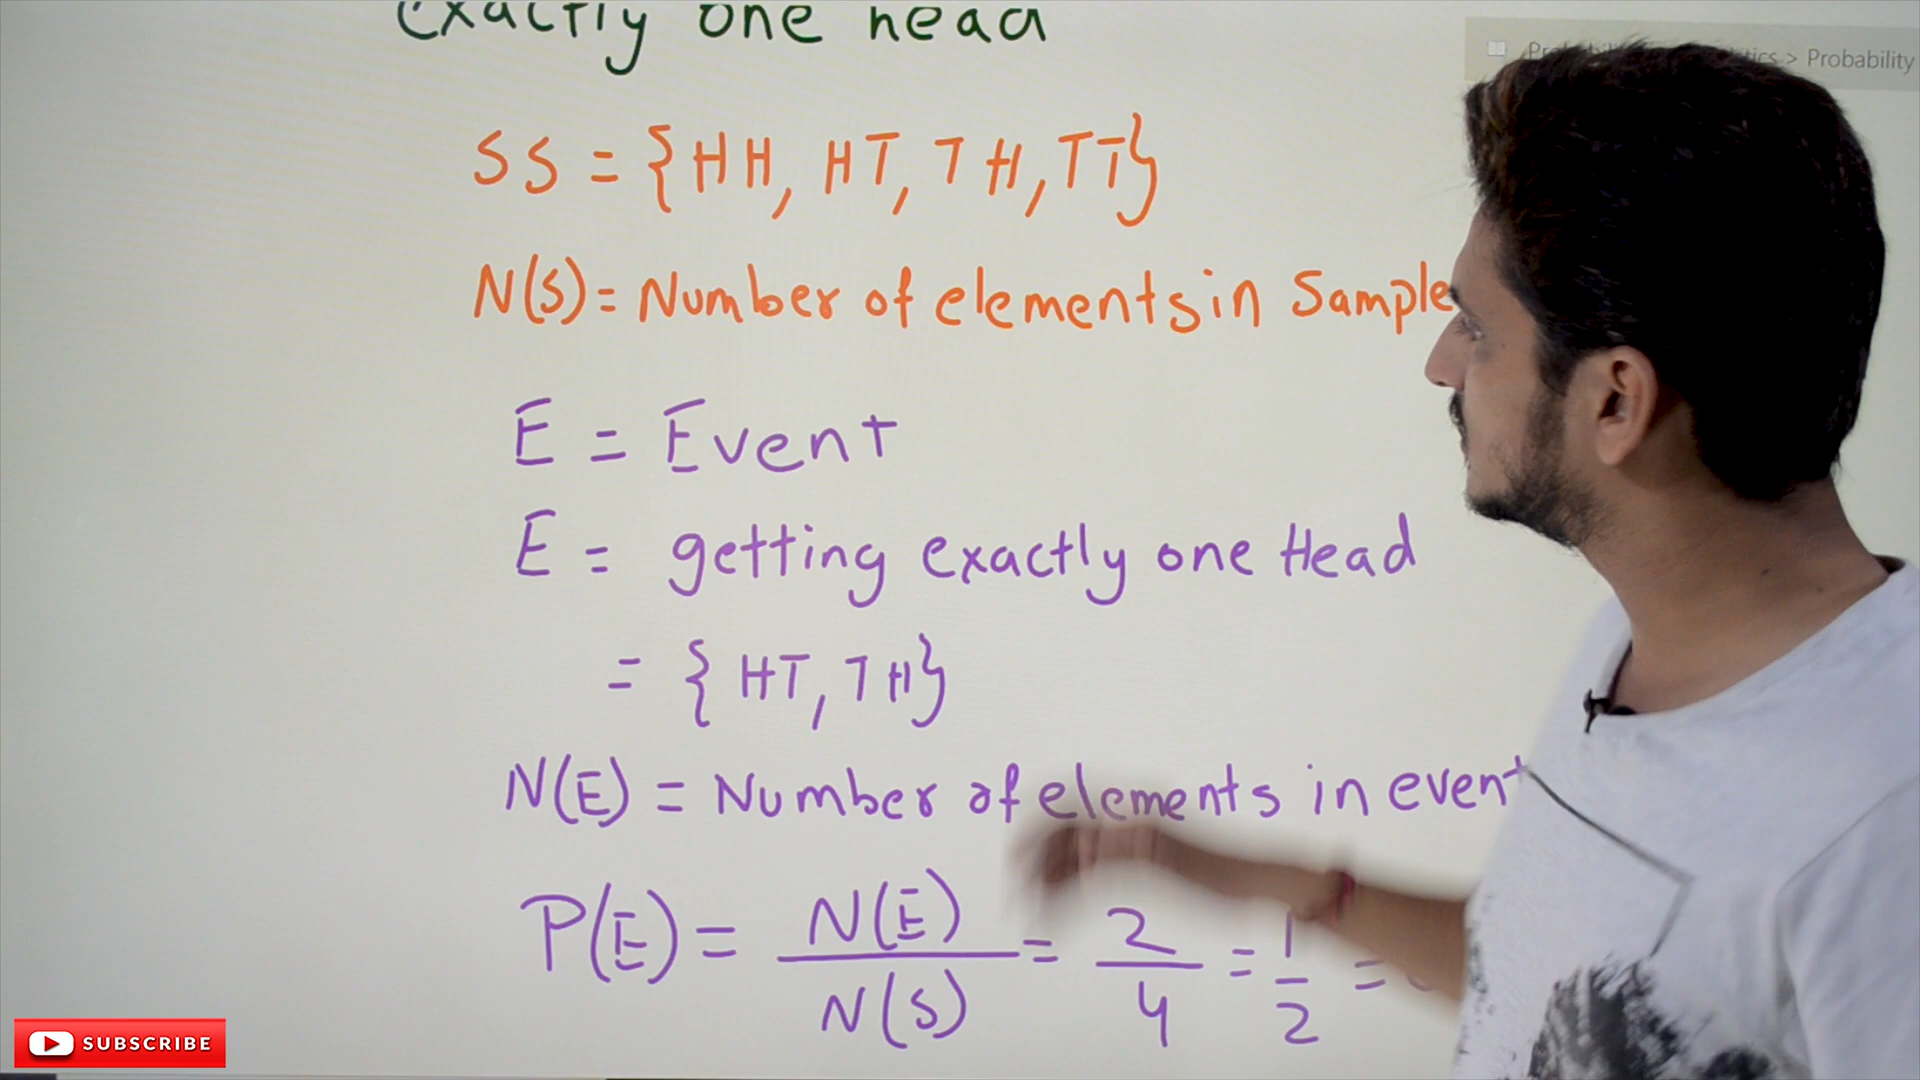 exactly one head
> Probability
SS = {HH, HT, TH, TT}
N(S) = Number of elements in Sample
E = Event
E = getting exactly one Head
= {HT, TH}
N(E) = Number of elements in event
P(E) = N(E)/N(S) = 2/4 = 1/2 =
SUBSCRIBE